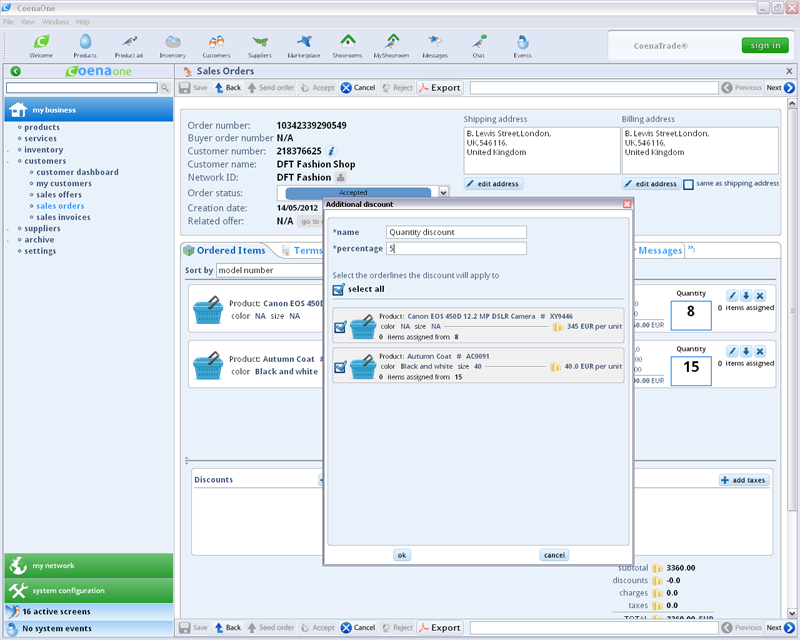 CoenaOne
File View Windows Help
Welcome Products Product ad Inventory Customers Suppliers Marketplace Showrooms MyShowroom Messages Chat Events
CoenaTrade® sign in
Coenaone
Sales Orders X
Save Back Send order Accept Cancel Reject Export Previous Next
my business
products
services
inventory
customers
customer dashboard
my customers
sales offers
sales orders
sales invoices
suppliers
archive
settings
my network
system configuration
16 active screens
No system events
Order number: 10342339290549
Buyer order number N/A
Customer number: 218376625
Customer name: DFT Fashion Shop
Network ID: DFT Fashion
Order status: Accepted
Creation date: 14/05/2012
Related offer: N/A go to
Shipping address
B. Lewis Street,London,
UK,546116,
United Kingdom
edit address
Billing address
B. Lewis Street,London,
UK,546116,
United Kingdom
edit address same as shipping address
Ordered Items Terms Messages
Sort by model number
Product: Canon EOS 450D
color NA size NA
Quantity
8
0 items assigned
60.00 EUR
Product: Autumn Coat #
color Black and white
Quantity
15
0 items assigned
00.00 EUR
Discounts
add taxes
subtotal 3360.00
discounts -0.0
charges 0.0
taxes 0.0
TOTAL 3360.00 EUR
Additional discount
*name Quantity discount
*percentage 5
Select the orderlines the discount will apply to
select all
Product: Canon EOS 450D 12.2 MP DSLR Camera # XY9446
color NA size NA 345 EUR per unit
0 items assigned from 8
Product: Autumn Coat # AC0091
color Black and white size 40 40.0 EUR per unit
0 items assigned from 15
ok cancel
Save Back Send order Accept Cancel Reject Export Previous Next